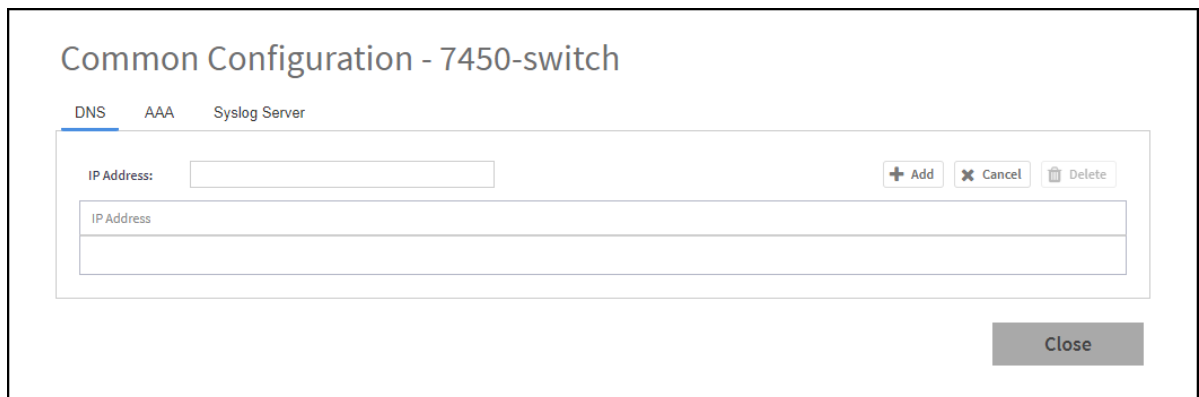 Common Configuration - 7450-switch
DNS AAA Syslog Server
IP Address: Add Cancel Delete
IP Address
Close